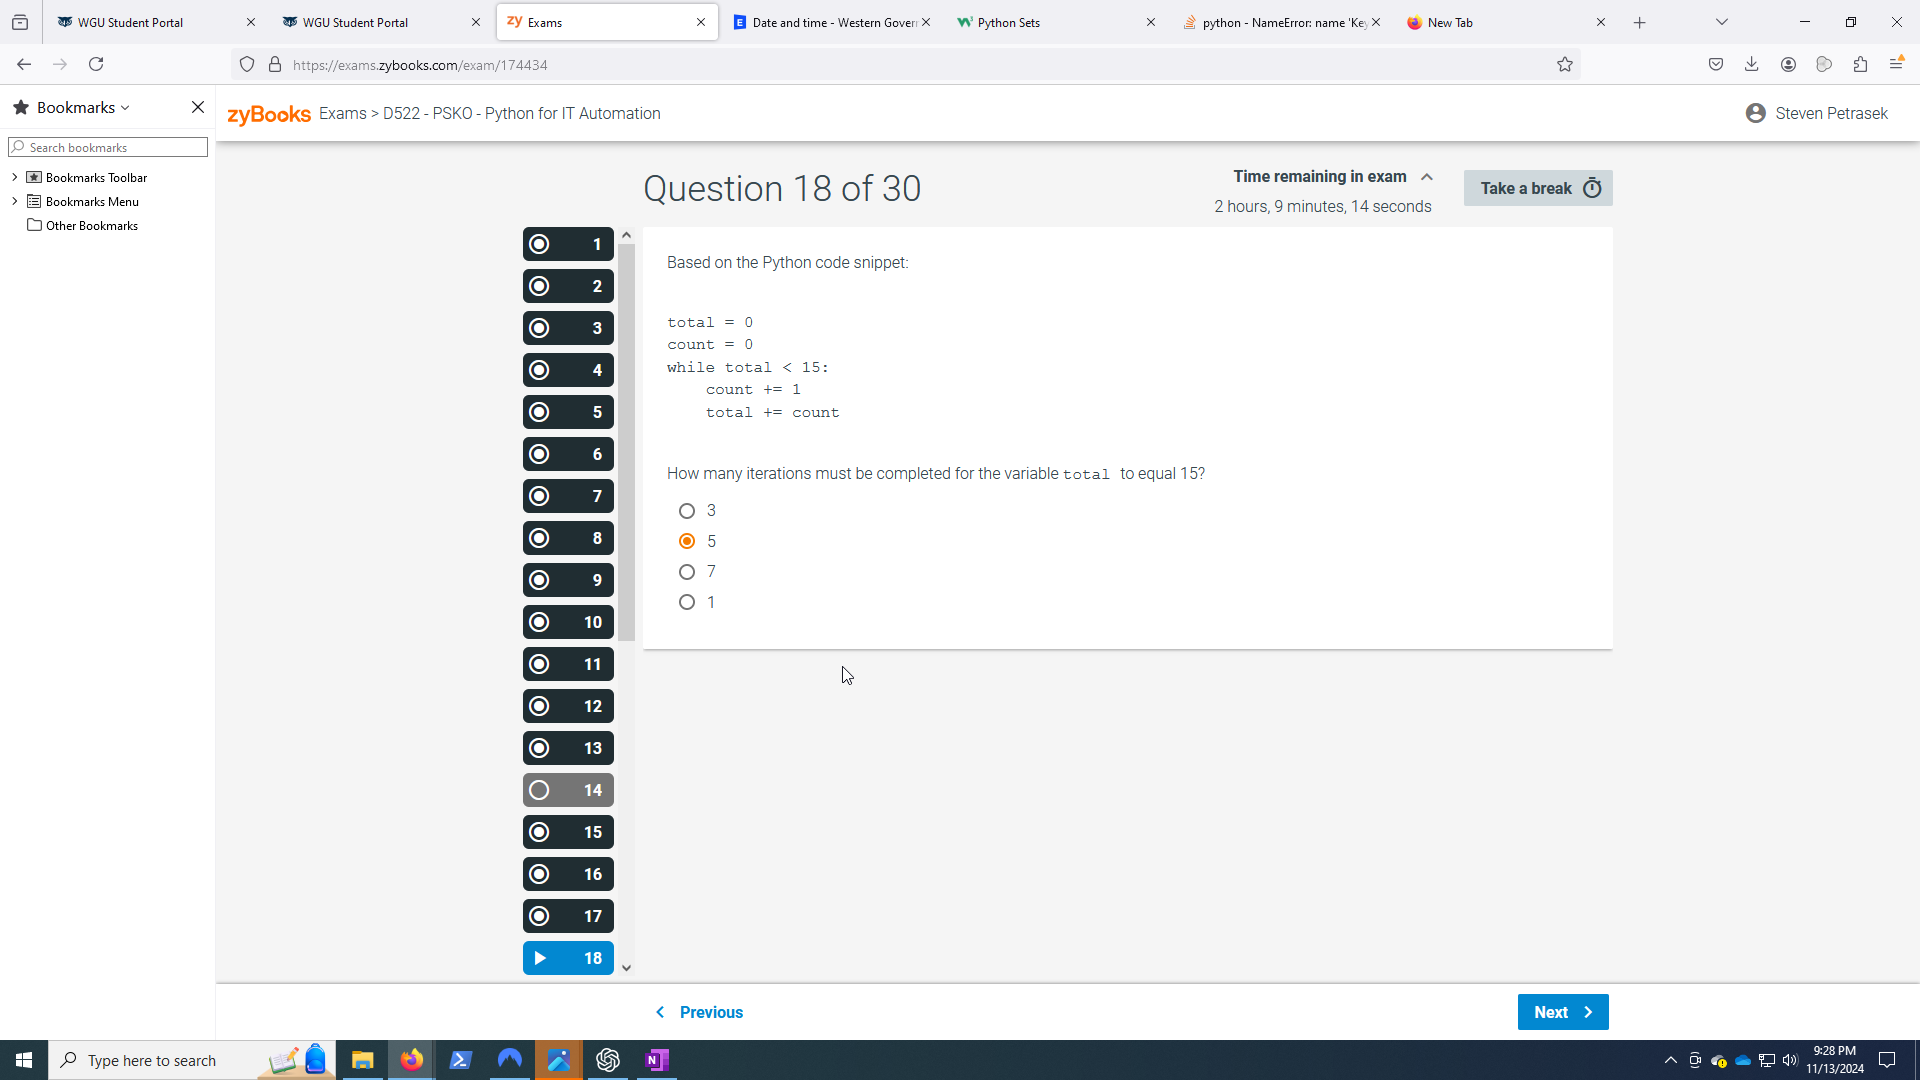 WGU Student Portal
WGU Student Portal
zy Exams
Date and time - Western Gover
Python Sets
python - NameError: name 'Key
New Tab
https://exams.zybooks.com/exam/174434
Bookmarks
zyBooks Exams > D522 - PSKO - Python for IT Automation
Steven Petrasek
Search bookmarks
Bookmarks Toolbar
Bookmarks Menu
Other Bookmarks
Question 18 of 30
Time remaining in exam
2 hours, 9 minutes, 14 seconds
Take a break
1
2
3
4
5
6
7
8
9
10
11
12
13
14
15
16
17
18
Based on the Python code snippet:
total = 0
count = 0
while total < 15:
    count += 1
    total += count
How many iterations must be completed for the variable total to equal 15?
3
5
7
1
Previous
Next
Type here to search
9:28 PM
11/13/2024